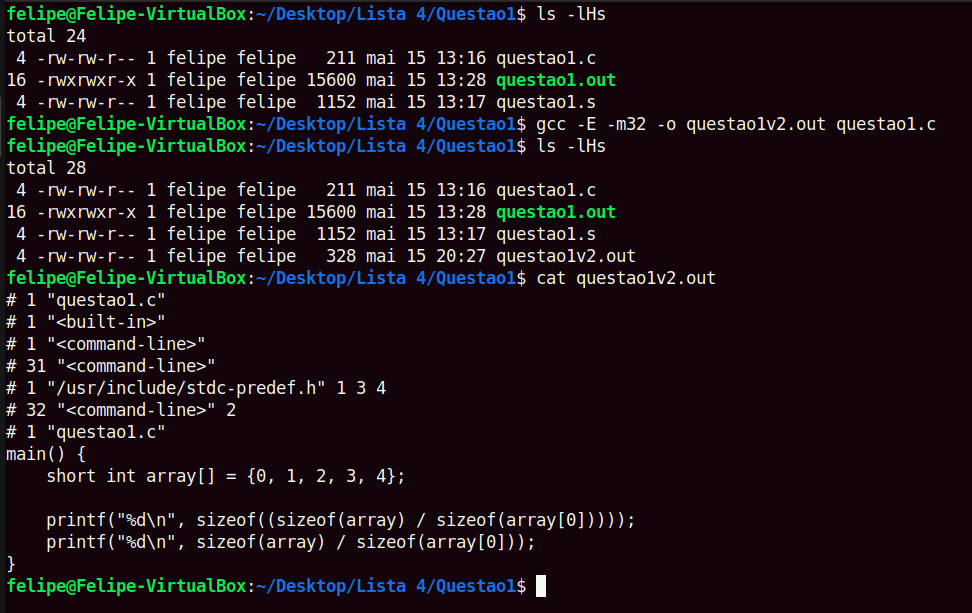 felipe@Felipe-VirtualBox:~/Desktop/Lista 4/Questao1$ ls -lHs
total 24
 4 -rw-rw-r-- 1 felipe felipe   211 mai 15 13:16 questao1.c
16 -rwxrwxr-x 1 felipe felipe 15600 mai 15 13:28 questao1.out
 4 -rw-rw-r-- 1 felipe felipe  1152 mai 15 13:17 questao1.s
felipe@Felipe-VirtualBox:~/Desktop/Lista 4/Questao1$ gcc -E -m32 -o questao1v2.out questao1.c
felipe@Felipe-VirtualBox:~/Desktop/Lista 4/Questao1$ ls -lHs
total 28
 4 -rw-rw-r-- 1 felipe felipe   211 mai 15 13:16 questao1.c
16 -rwxrwxr-x 1 felipe felipe 15600 mai 15 13:28 questao1.out
 4 -rw-rw-r-- 1 felipe felipe  1152 mai 15 13:17 questao1.s
 4 -rw-rw-r-- 1 felipe felipe   328 mai 15 20:27 questao1v2.out
felipe@Felipe-VirtualBox:~/Desktop/Lista 4/Questao1$ cat questao1v2.out
# 1 "questao1.c"
# 1 "<built-in>"
# 1 "<command-line>"
# 31 "<command-line>"
# 1 "/usr/include/stdc-predef.h" 1 3 4
# 32 "<command-line>" 2
# 1 "questao1.c"
main() {
    short int array[] = {0, 1, 2, 3, 4};

    printf("%d\n", sizeof((sizeof(array) / sizeof(array[0]))));
    printf("%d\n", sizeof(array) / sizeof(array[0]));
}
felipe@Felipe-VirtualBox:~/Desktop/Lista 4/Questao1$